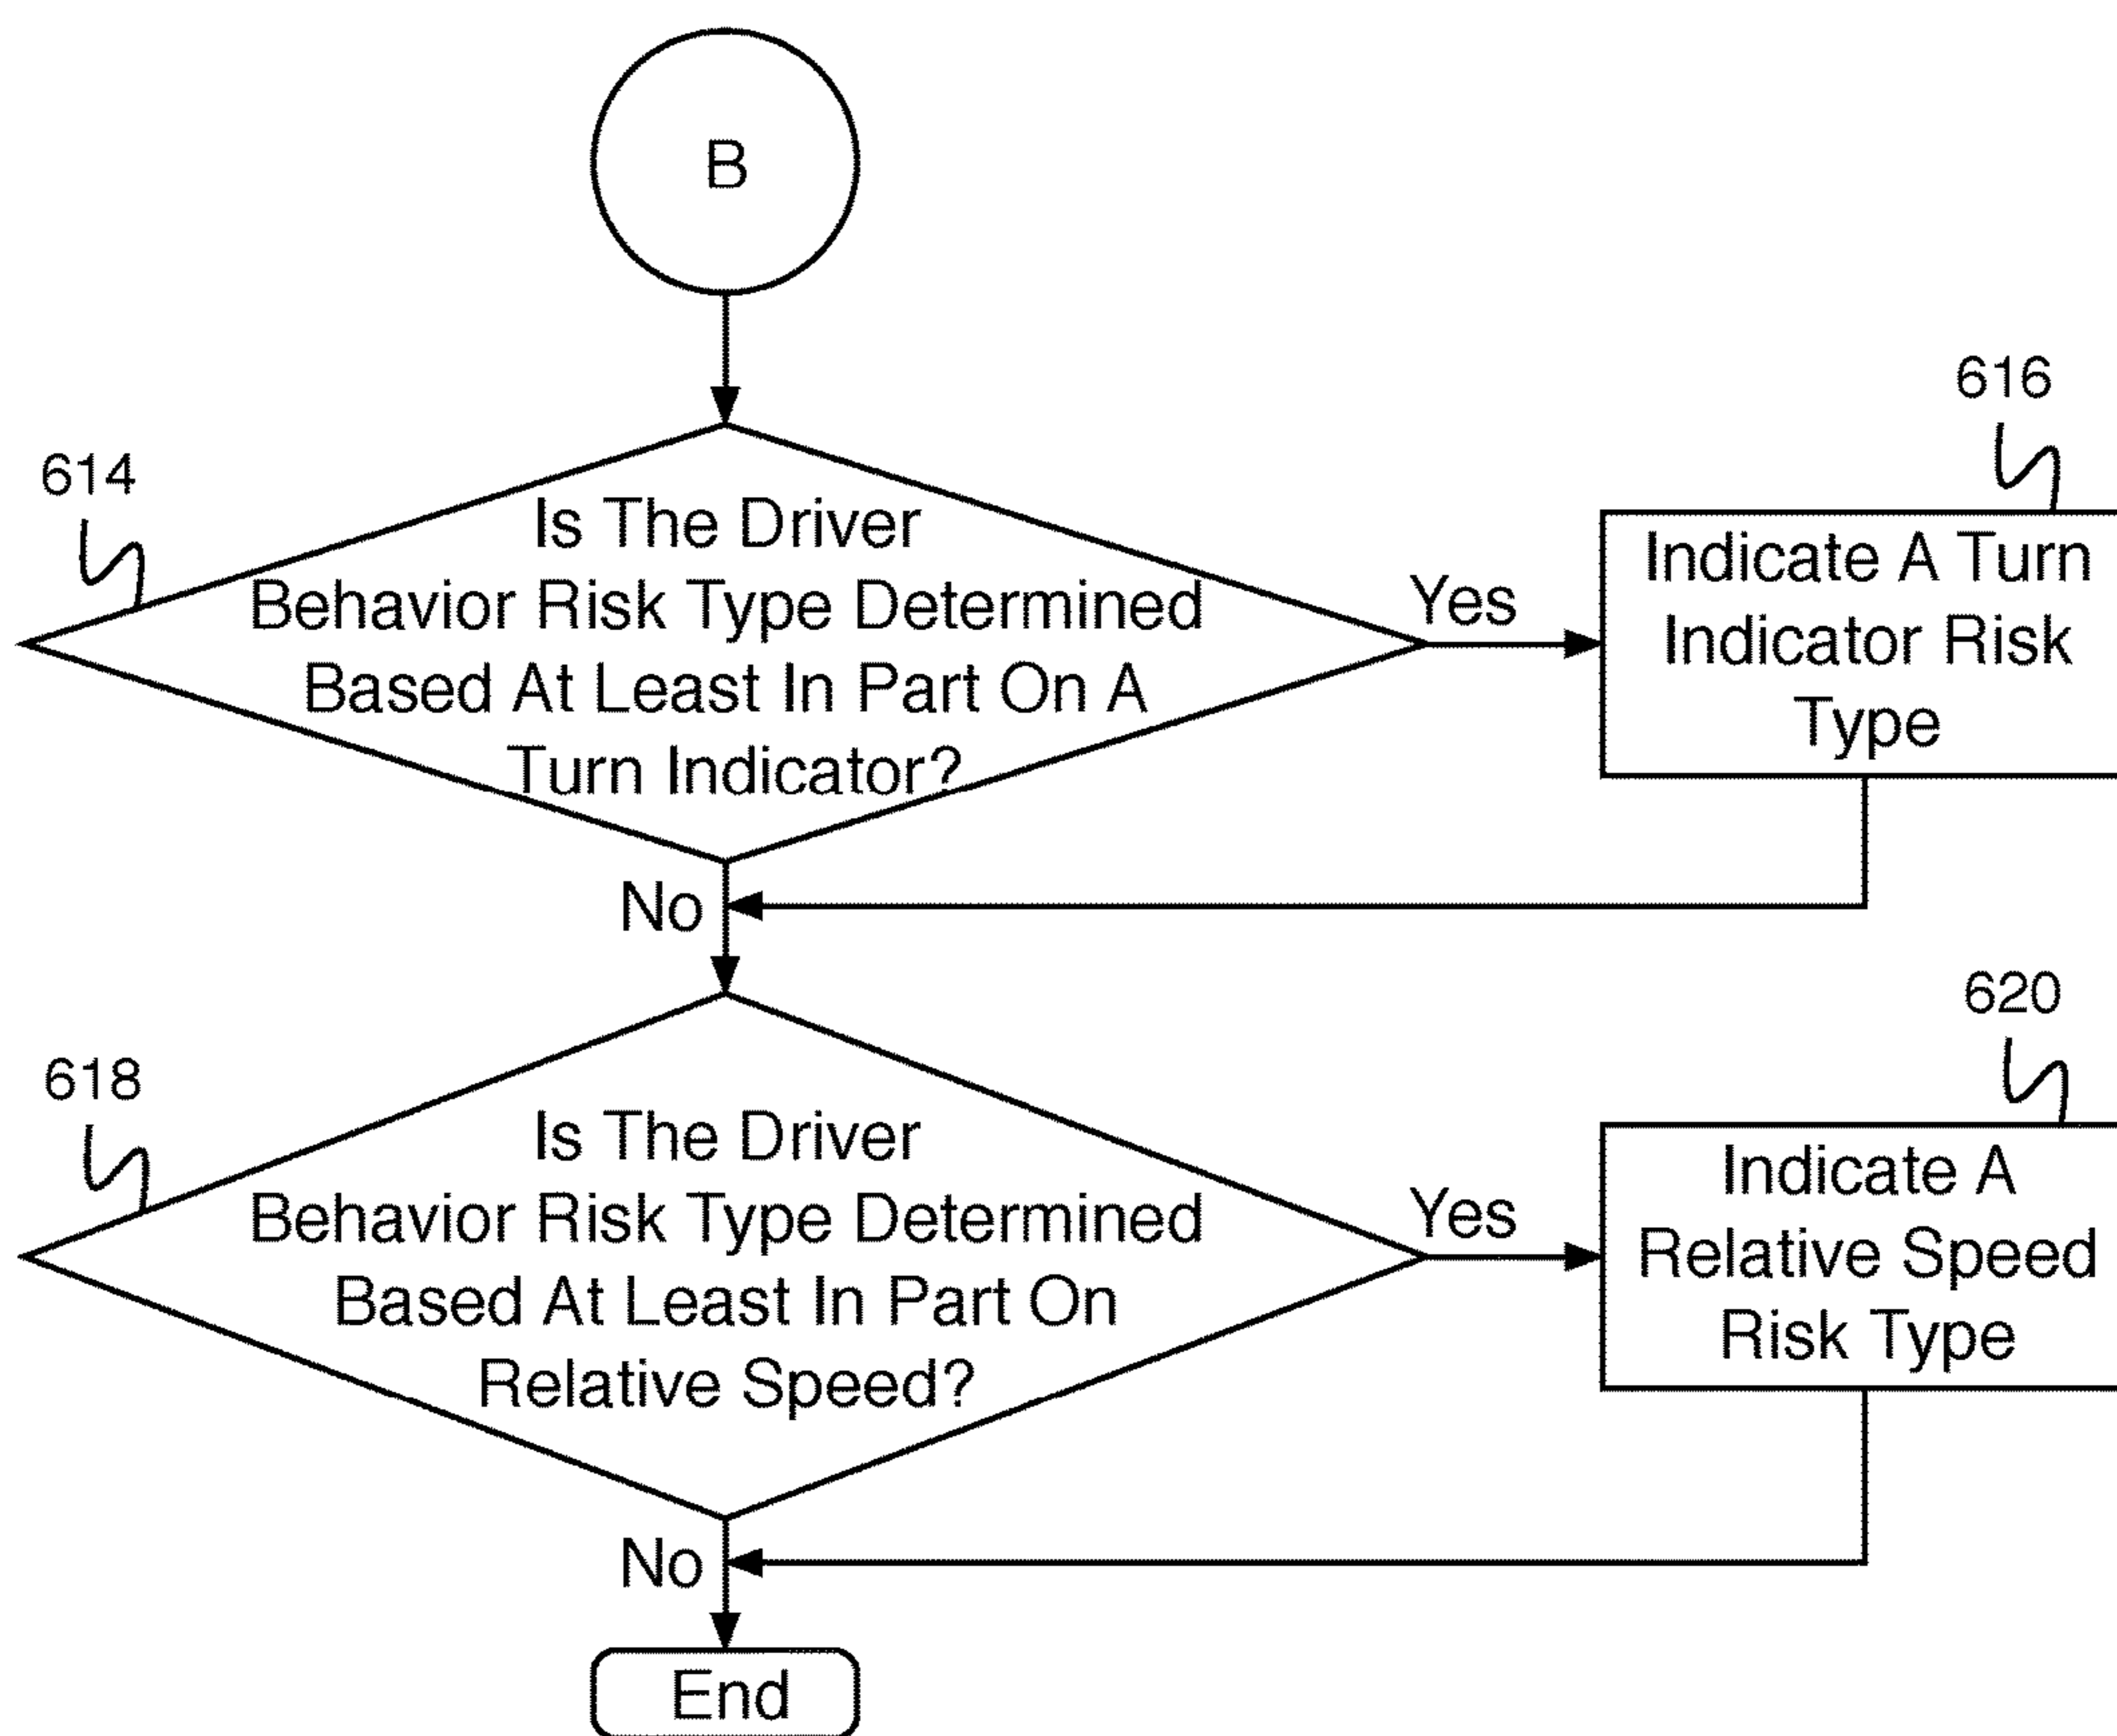 B
614
Is The Driver
Behavior Risk Type Determined
Based At Least In Part On A
Turn Indicator?
Yes
616
Indicate A Turn
Indicator Risk
Type
No
618
Is The Driver
Behavior Risk Type Determined
Based At Least In Part On
Relative Speed?
Yes
620
Indicate A
Relative Speed
Risk Type
No
End